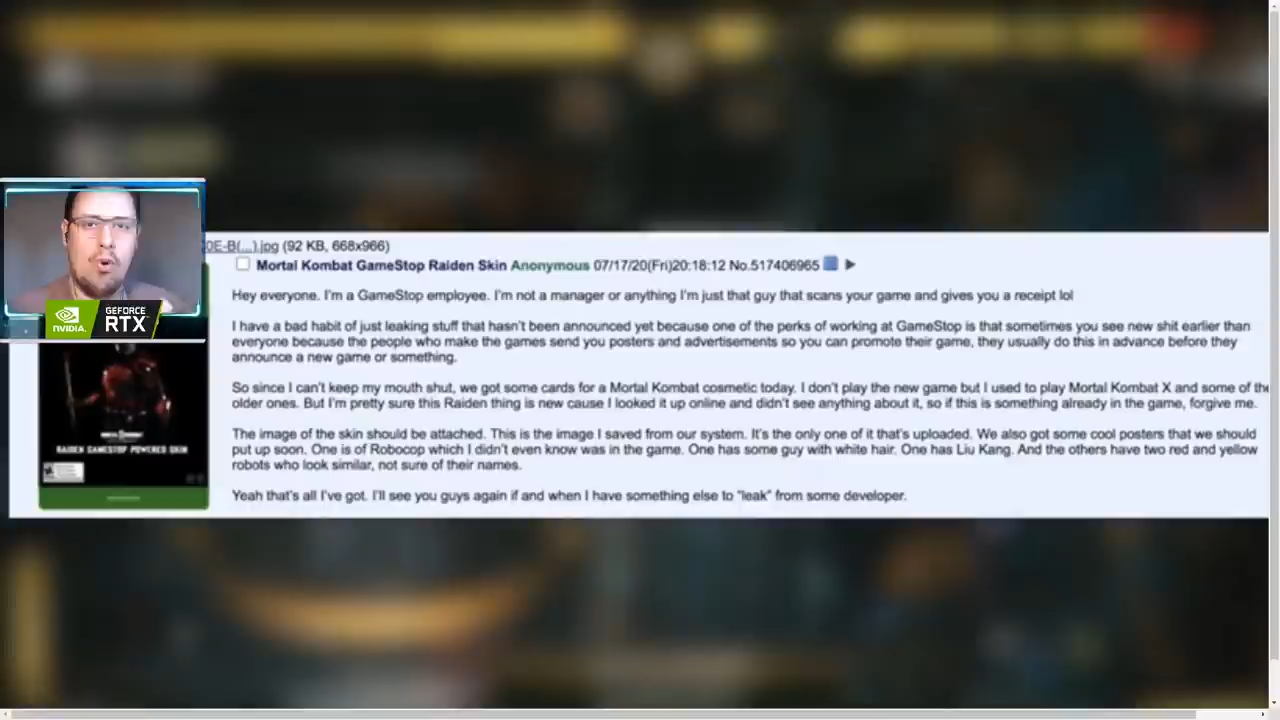 0E-B(...).jpg (92 KB, 668x966)
Mortal Kombat GameStop Raiden Skin Anonymous 07/17/20(Fri)20:18:12 No.517406965
Hey everyone. I'm a GameStop employee. I'm not a manager or anything I'm just that guy that scans your game and gives you a receipt lol
I have a bad habit of just leaking stuff that hasn't been announced yet because one of the perks of working at GameStop is that sometimes you see new shit earlier than
everyone because the people who make the games send you posters and advertisements so you can promote their game, they usually do this in advance before they
announce a new game or something.
So since I can't keep my mouth shut, we got some cards for a Mortal Kombat cosmetic today. I don't play the new game but I used to play Mortal Kombat X and some of the
older ones. But I'm pretty sure this Raiden thing is new cause I looked it up online and didn't see anything about it, so if this is something already in the game, forgive me.
The image of the skin should be attached. This is the image I saved from our system. It's the only one of it that's uploaded. We also got some cool posters that we should
put up soon. One is of Robocop which I didn't even know was in the game. One has some guy with white hair. One has Liu Kang. And the others have two red and yellow
robots who look similar, not sure of their names.
Yeah that's all I've got. I'll see you guys again if and when I have something else to "leak" from some developer.
NVIDIA.
GEFORCE
RTX
RAIDEN GAMESTOP POWERED SKIN